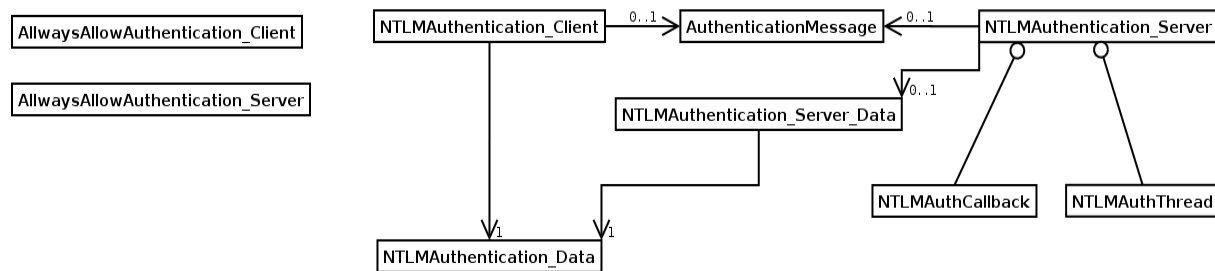 AllwaysAllowAuthentication_Client
AllwaysAllowAuthentication_Server
NTLMAuthentication_Client
0..1
AuthenticationMessage
0..1
NTLMAuthentication_Server
0..1
NTLMAuthentication_Server_Data
NTLMAuthCallback
NTLMAuthThread
1
1
NTLMAuthentication_Data